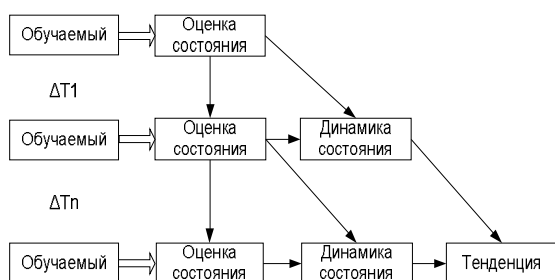 Обучаемый
Оценка
состояния
ΔT1
Обучаемый
Оценка
состояния
Динамика
состояния
ΔTn
Обучаемый
Оценка
состояния
Динамика
состояния
Тенденция